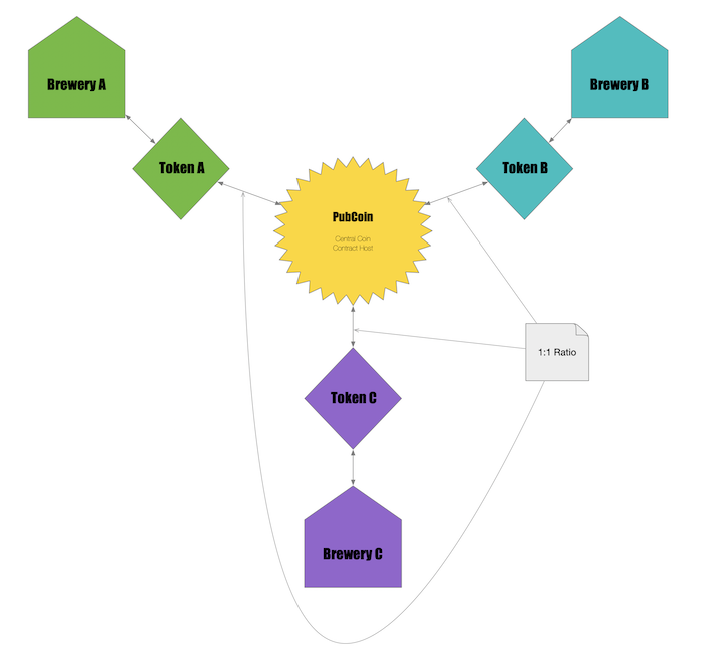 Brewery A
Brewery B
Token A
Token B
PubCoin
Central Coin
Contract Host
1:1 Ratio
Token C
Brewery C